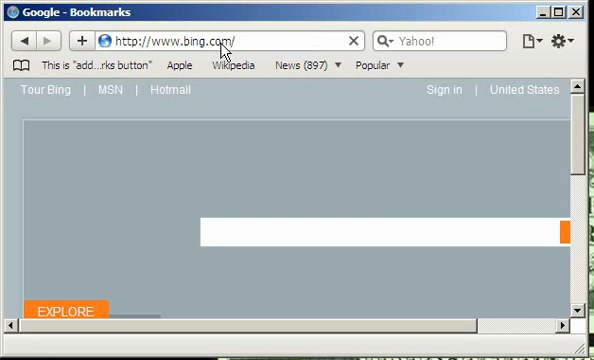 Google - Bookmarks
http://www.bing.com/
Yahoo!
This is "add...rks button" Apple Wikipedia News (897) Popular
Tour Bing | MSN | Hotmail Sign in | United States
EXPLORE